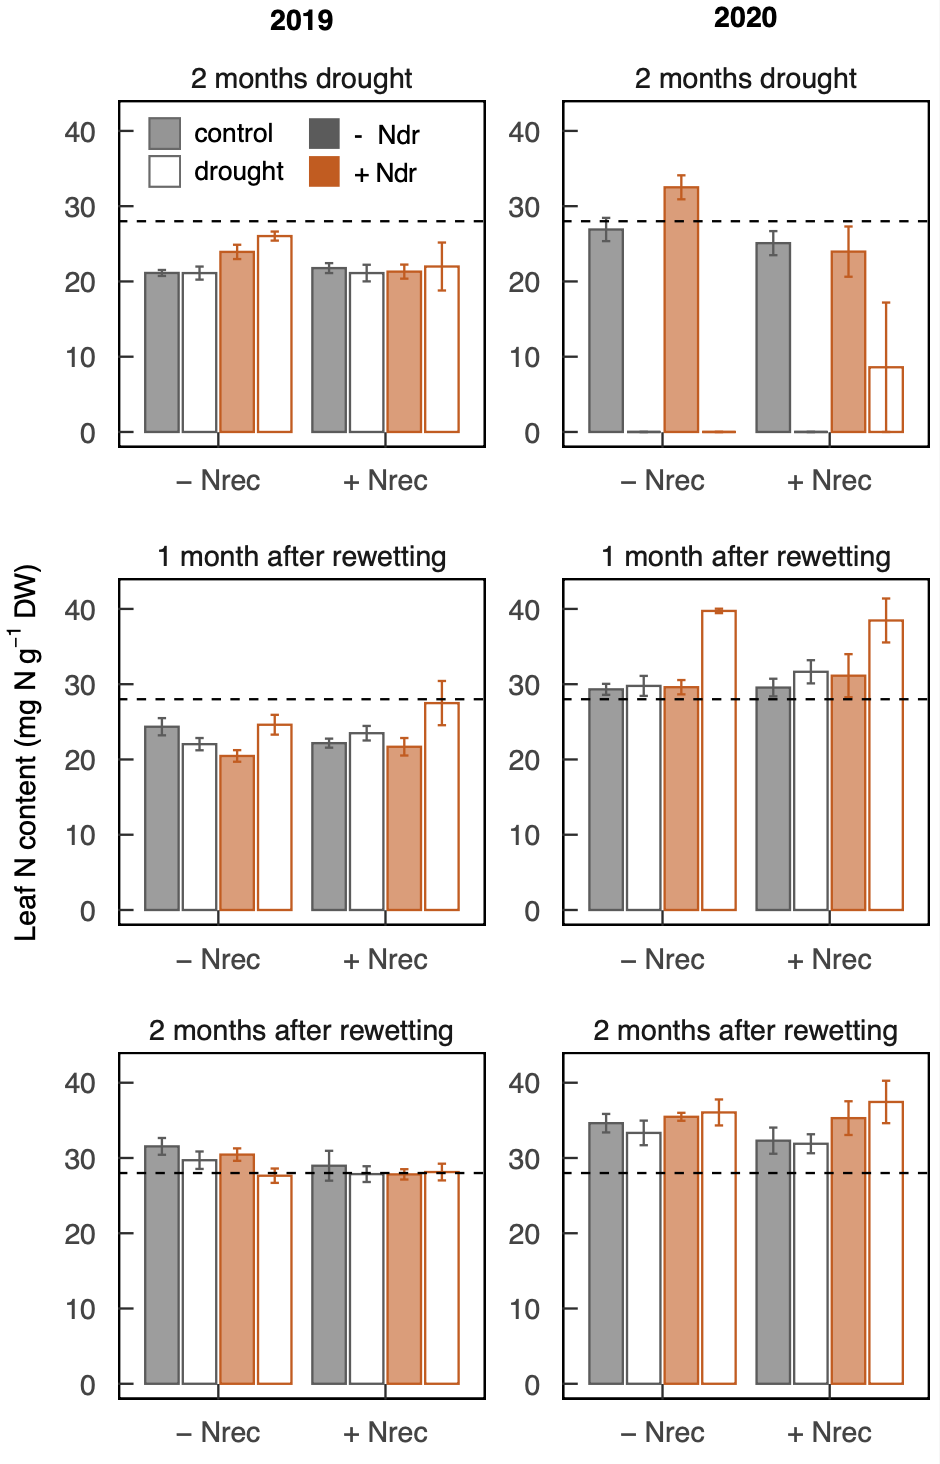 2019
2020
2 months drought
2 months drought
control
- Ndr
drought
+ Ndr
40
30
20
10
0
– Nrec
+ Nrec
40
30
20
10
0
– Nrec
+ Nrec
Leaf N content (mg N g⁻¹ DW)
1 month after rewetting
1 month after rewetting
40
30
20
10
0
– Nrec
+ Nrec
40
30
20
10
0
– Nrec
+ Nrec
2 months after rewetting
2 months after rewetting
40
30
20
10
0
– Nrec
+ Nrec
40
30
20
10
0
– Nrec
+ Nrec